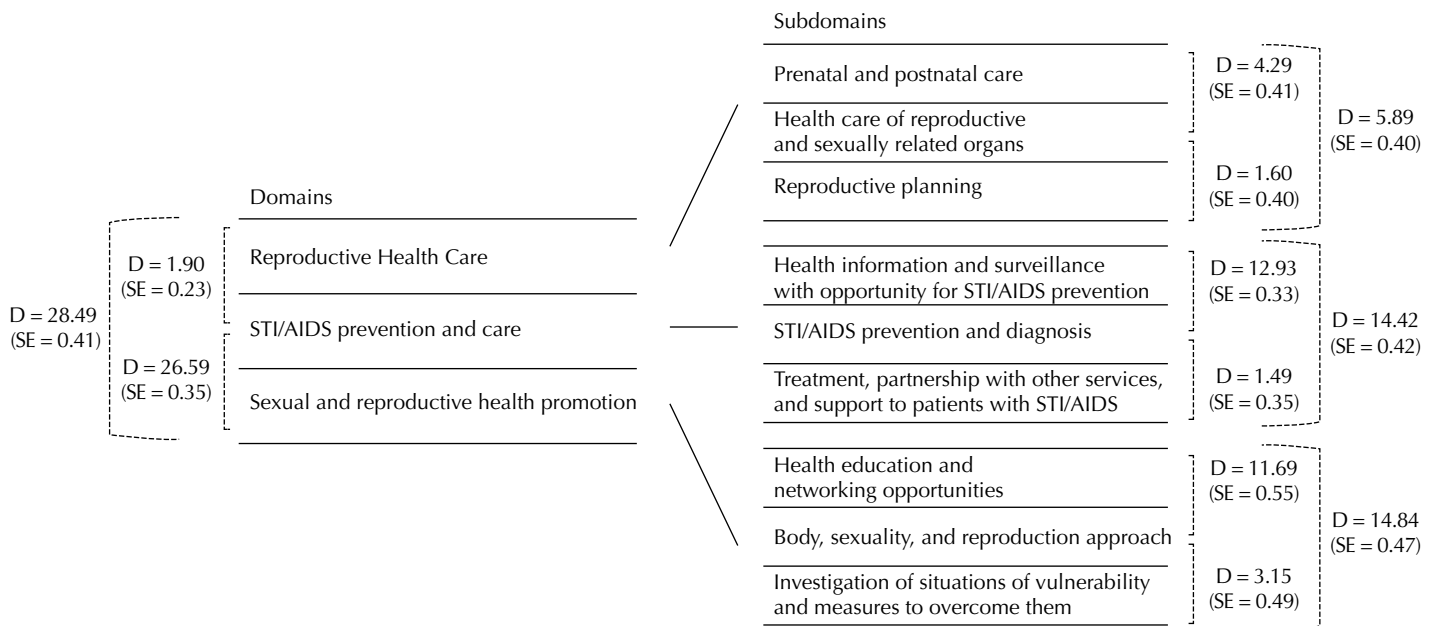 Domains
Reproductive Health Care
STI/AIDS prevention and care
Sexual and reproductive health promotion
D = 1.90
(SE = 0.23)
D = 26.59
(SE = 0.35)
D = 28.49
(SE = 0.41)
Subdomains
Prenatal and postnatal care
Health care of reproductive
and sexually related organs
Reproductive planning
D = 4.29
(SE = 0.41)
D = 1.60
(SE = 0.40)
D = 5.89
(SE = 0.40)
Health information and surveillance
with opportunity for STI/AIDS prevention
STI/AIDS prevention and diagnosis
Treatment, partnership with other services,
and support to patients with STI/AIDS
D = 12.93
(SE = 0.33)
D = 1.49
(SE = 0.35)
D = 14.42
(SE = 0.42)
Health education and
networking opportunities
Body, sexuality, and reproduction approach
Investigation of situations of vulnerability
and measures to overcome them
D = 11.69
(SE = 0.55)
D = 3.15
(SE = 0.49)
D = 14.84
(SE = 0.47)